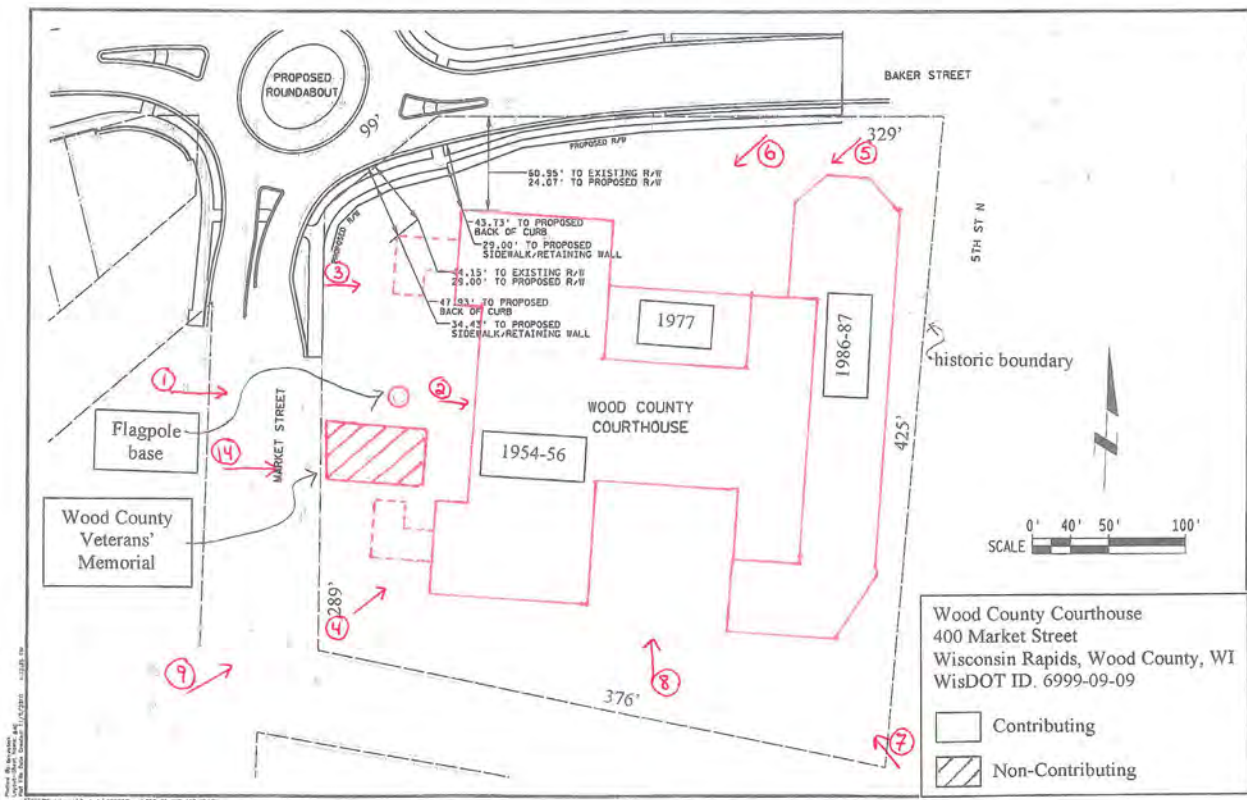 PROPOSED
ROUNDABOUT
BAKER STREET
99'
329'
6
5
PROPOSED R/W
60.95' TO EXISTING R/W
24.07' TO PROPOSED R/W
43.73' TO PROPOSED
BACK OF CURB
29.00' TO PROPOSED
SIDEWALK/RETAINING WALL
PROPOSED R/W
3
4.15' TO EXISTING R/W
29.00' TO PROPOSED R/W
47.93' TO PROPOSED
BACK OF CURB
34.43' TO PROPOSED
SIDEWALK/RETAINING WALL
5TH ST N
1977
1986-87
historic boundary
1
2
MARKET STREET
Flagpole
base
WOOD COUNTY
COURTHOUSE
1954-56
425'
14
Wood County
Veterans'
Memorial
0' 40' 50' 100'
SCALE
289'
4
9
8
376'
7
Wood County Courthouse
400 Market Street
Wisconsin Rapids, Wood County, WI
WisDOT ID. 6999-09-09
Contributing
Non-Contributing